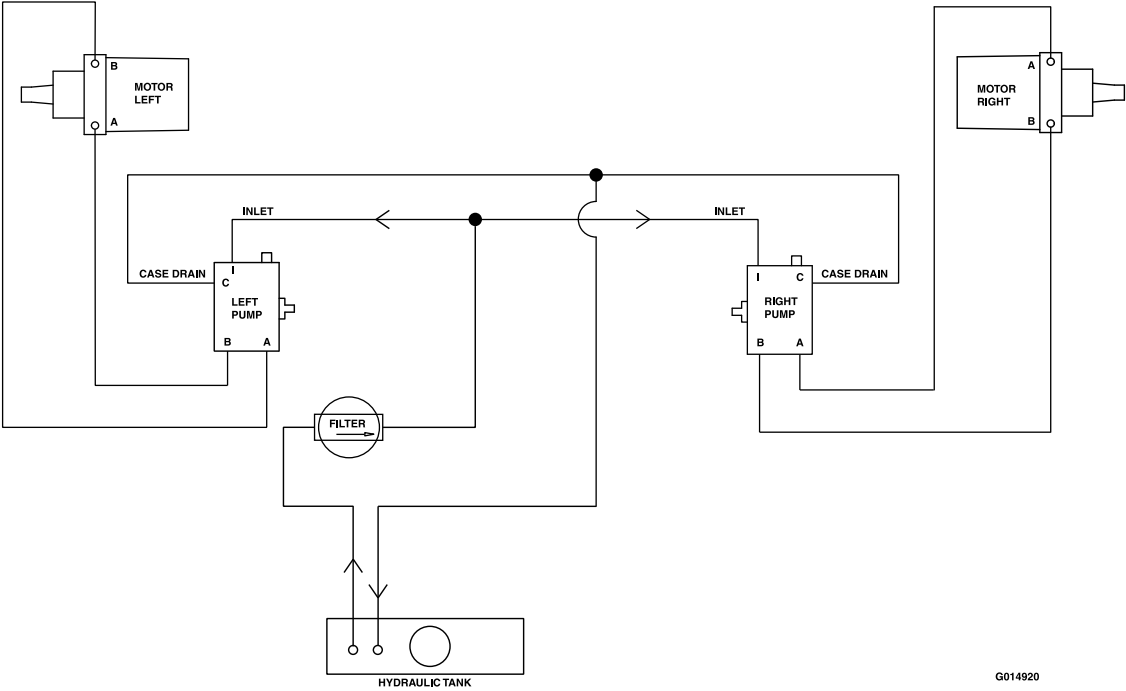 B
MOTOR
LEFT
A
A
MOTOR
RIGHT
B
INLET
INLET
CASE DRAIN
I
C
LEFT
PUMP
B
A
I
C
CASE DRAIN
RIGHT
PUMP
B
A
FILTER
HYDRAULIC TANK
G014920